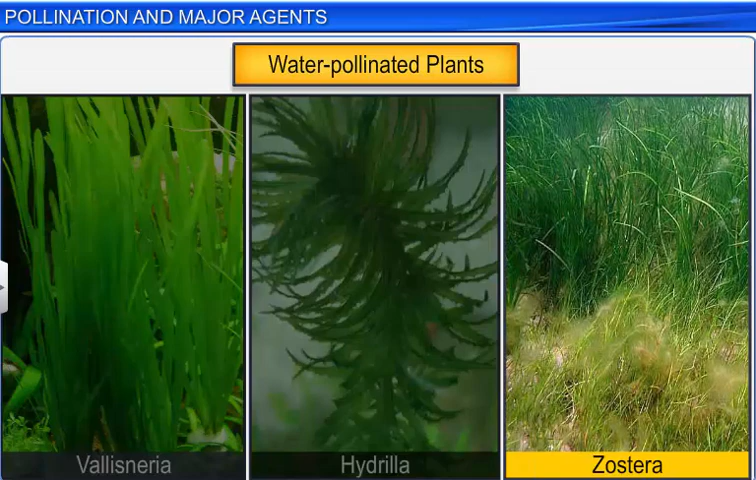 POLLINATION AND MAJOR AGENTS
Water-pollinated Plants
Vallisneria
Hydrilla
Zostera